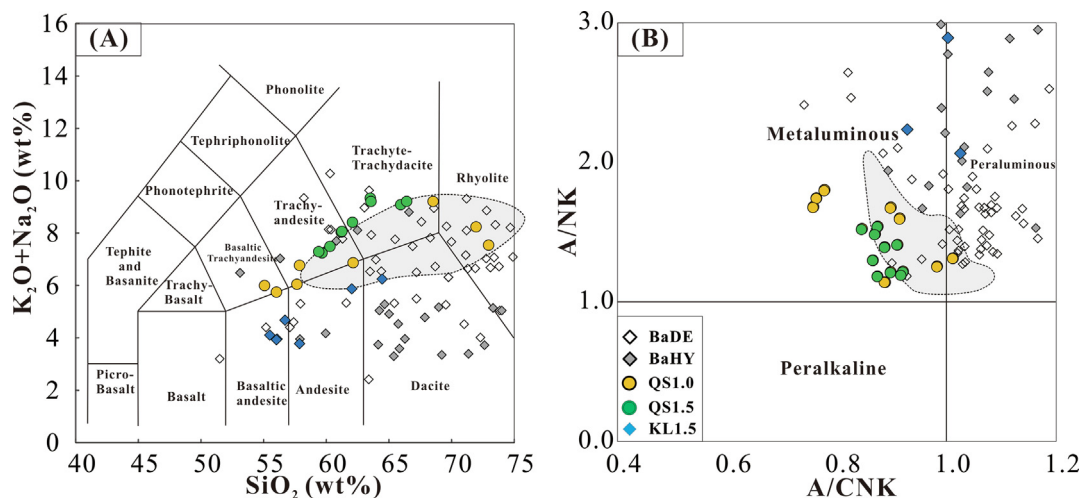 (A)
K2O+Na2O (wt%)
16
14
12
10
8
6
4
2
0
40
45
50
55
60
65
70
75
SiO2 (wt%)
Phonolite
Tephriphonolite
Trachyte-
Trachydacite
Phonotephrite
Rhyolite
Trachy-
andesite
Basaltic
Trachyandesite
Tephite
and
Basanite
Trachy-
Basalt
Picro-
Basalt
Basalt
Basaltic
andesite
Andesite
Dacite
(B)
A/NK
3.0
2.0
1.0
0.0
0.4
0.6
0.8
1.0
1.2
A/CNK
Metaluminous
Peraluminous
Peralkaline
BaDE
BaHY
QS1.0
QS1.5
KL1.5